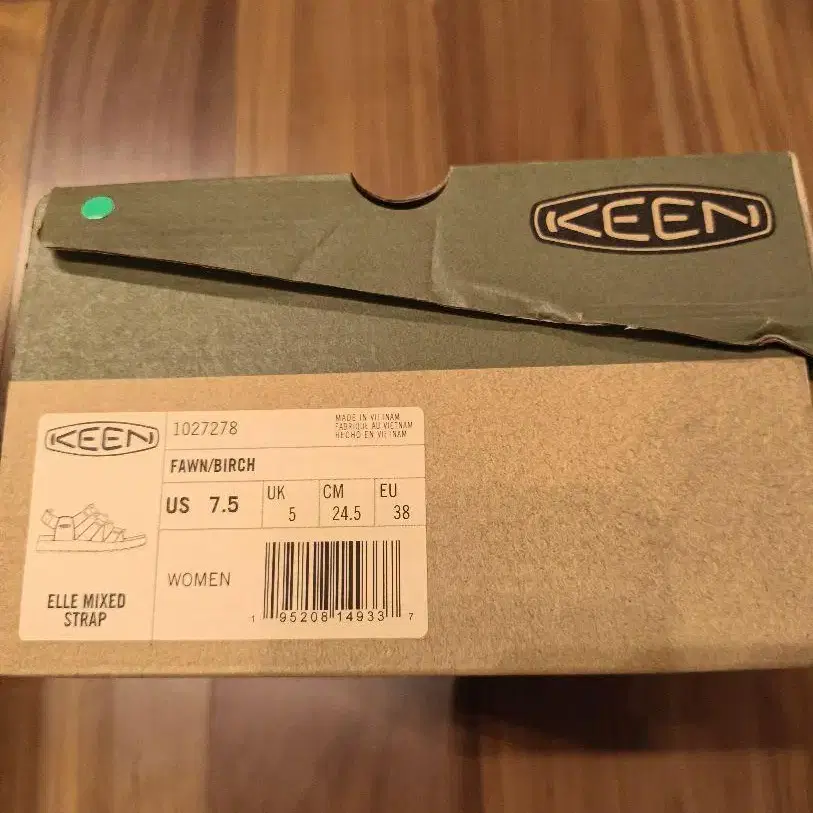 KEEN
KEEN
1027278
MADE IN VIETNAM
FABRIQUÉ AU VIETNAM
HECHO EN VIETNAM
FAWN/BIRCH
US 7.5
UK 5
CM 24.5
EU 38
ELLE MIXED
STRAP
WOMEN
1 95208 14933 7